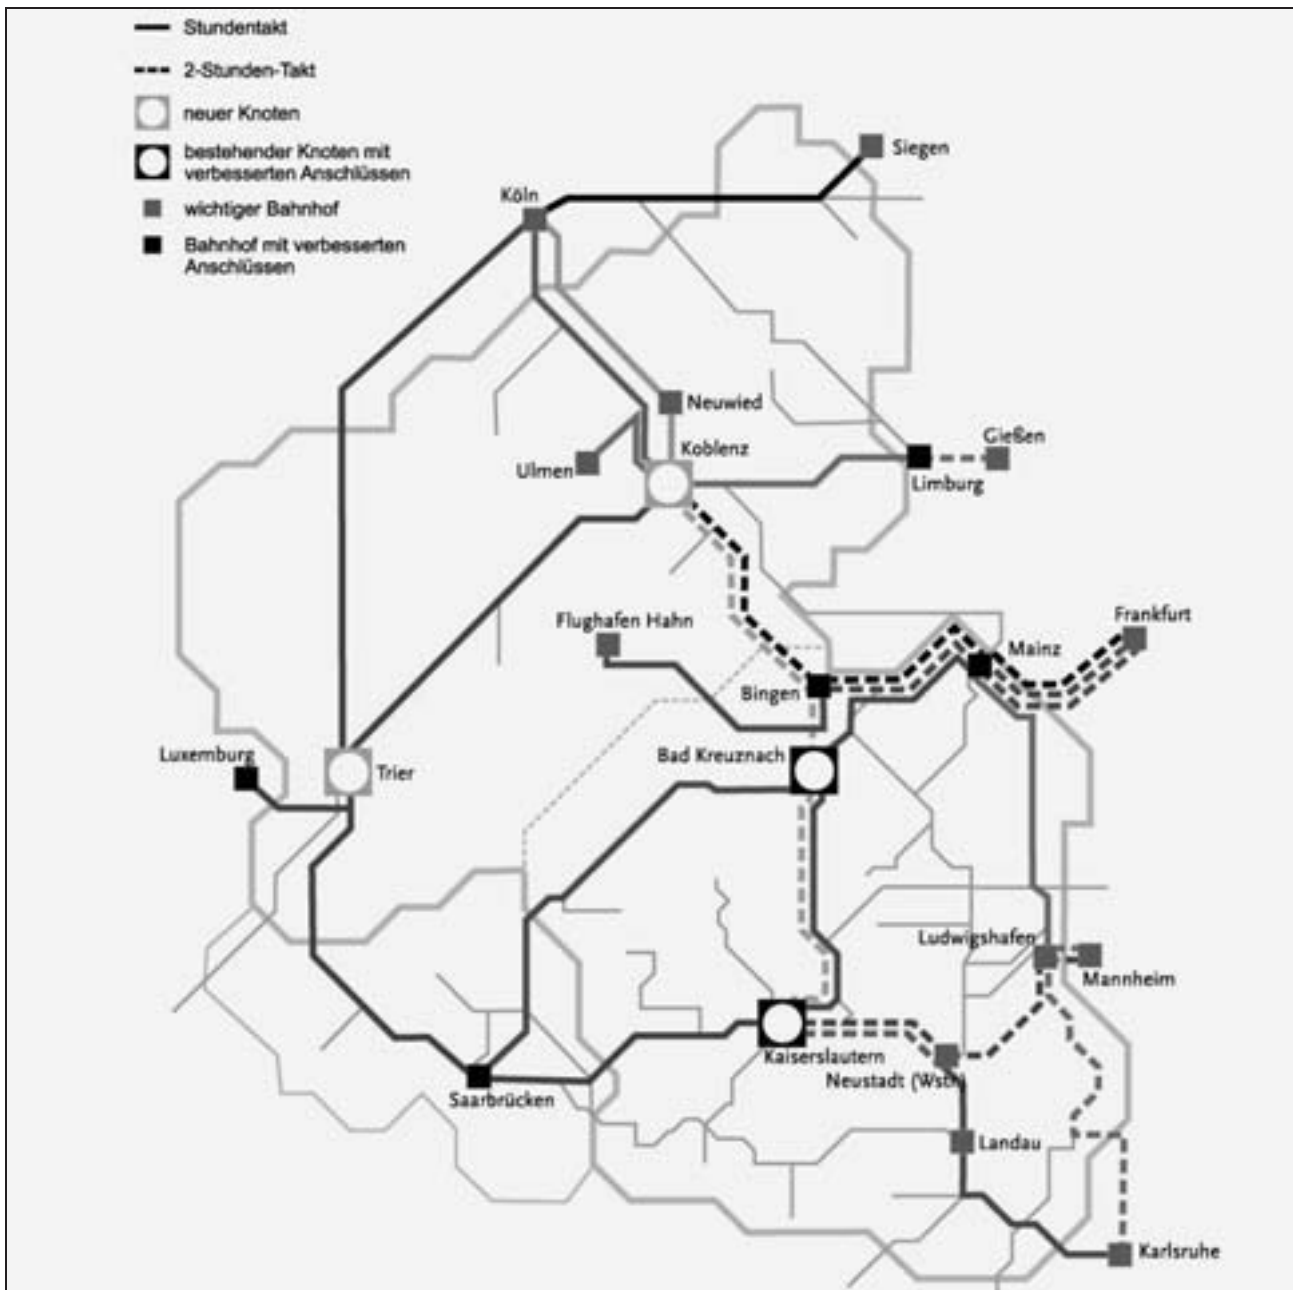 Stundentakt
2-Stunden-Takt
neuer Knoten
bestehender Knoten mit
verbesserten Anschlüssen
wichtiger Bahnhof
Bahnhof mit verbesserten
Anschlüssen
Siegen
Köln
Neuwied
Koblenz
Gießen
Ulmen
Limburg
Flughafen Hahn
Frankfurt
Mainz
Bingen
Luxemburg
Bad Kreuznach
Trier
Ludwigshafen
Mannheim
Kaiserslautern
Neustadt (Wstr)
Saarbrücken
Landau
Karlsruhe